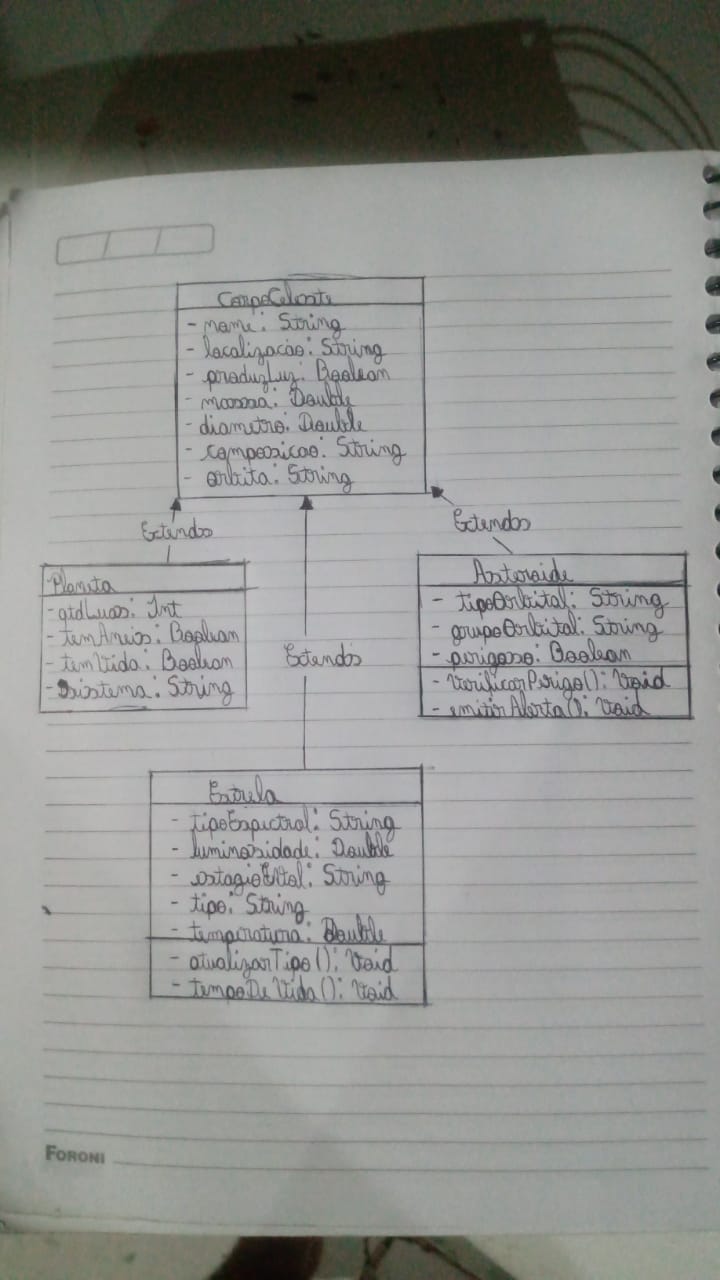 CorpoCeleste
- nome: String
- localizacao: String
- produzLuz: Boolean
- massa: Double
- diametro: Double
- composicao: String
- orbita: String
Extends
Extends
Planeta
- qtdLuas: Int
- temAneis: Boolean
- temVida: Boolean
- sistema: String
Asteroide
- tipoOrbital: String
- grupoOrbital: String
- perigoso: Boolean
- VerificarPerigo(): Void
- emitirAlerta(): Void
Extends
Estrela
- tipoEspectral: String
- luminosidade: Double
- estagioVital: String
- tipo: String
- temperatura: Double
- atualizarTipo(): Void
- tempoDeVida(): Void
FORONI